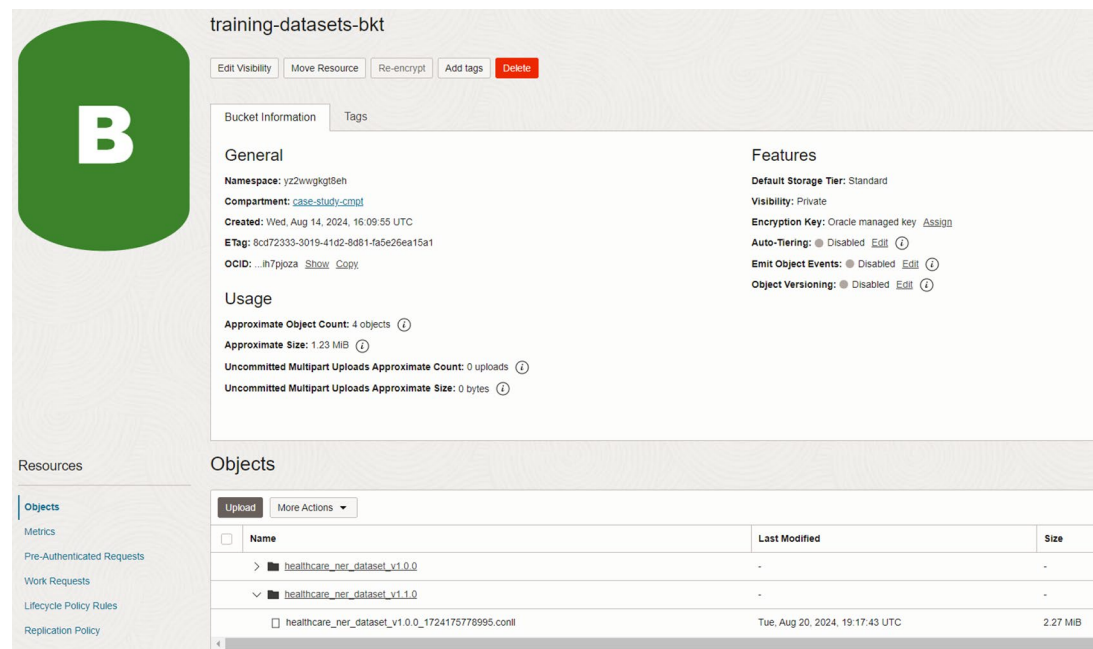 training-datasets-bkt
B
Edit Visibility Move Resource Re-encrypt Add tags Delete
Bucket Information Tags
General
Namespace: yz2wwgkgt8eh
Compartment: case-study-cmpt
Created: Wed, Aug 14, 2024, 16:09:55 UTC
ETag: 8cd72333-3019-41d2-8d81-fa5e26ea15a1
OCID: ...ih7pjoza Show Copy
Usage
Approximate Object Count: 4 objects i
Approximate Size: 1.23 MiB i
Uncommitted Multipart Uploads Approximate Count: 0 uploads i
Uncommitted Multipart Uploads Approximate Size: 0 bytes i
Features
Default Storage Tier: Standard
Visibility: Private
Encryption Key: Oracle managed key Assign
Auto-Tiering: Disabled Edit i
Emit Object Events: Disabled Edit i
Object Versioning: Disabled Edit i
Resources
Objects
Metrics
Pre-Authenticated Requests
Work Requests
Lifecycle Policy Rules
Replication Policy
Objects
Upload More Actions
Name Last Modified Size
healthcare_ner_dataset_v1.0.0 - -
healthcare_ner_dataset_v1.1.0 - -
healthcare_ner_dataset_v1.0.0_1724175778995.conll Tue, Aug 20, 2024, 19:17:43 UTC 2.27 MiB